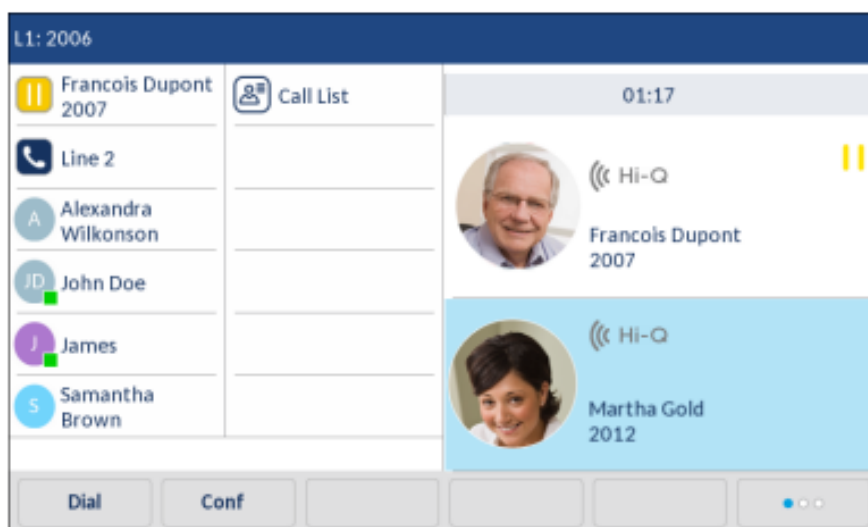 L1: 2006
Francois Dupont
2007
Line 2
A
Alexandra
Wilkonson
JD
John Doe
J
James
S
Samantha
Brown
Call List
01:17
Hi-Q
Francois Dupont
2007
Hi-Q
Martha Gold
2012
Dial
Conf